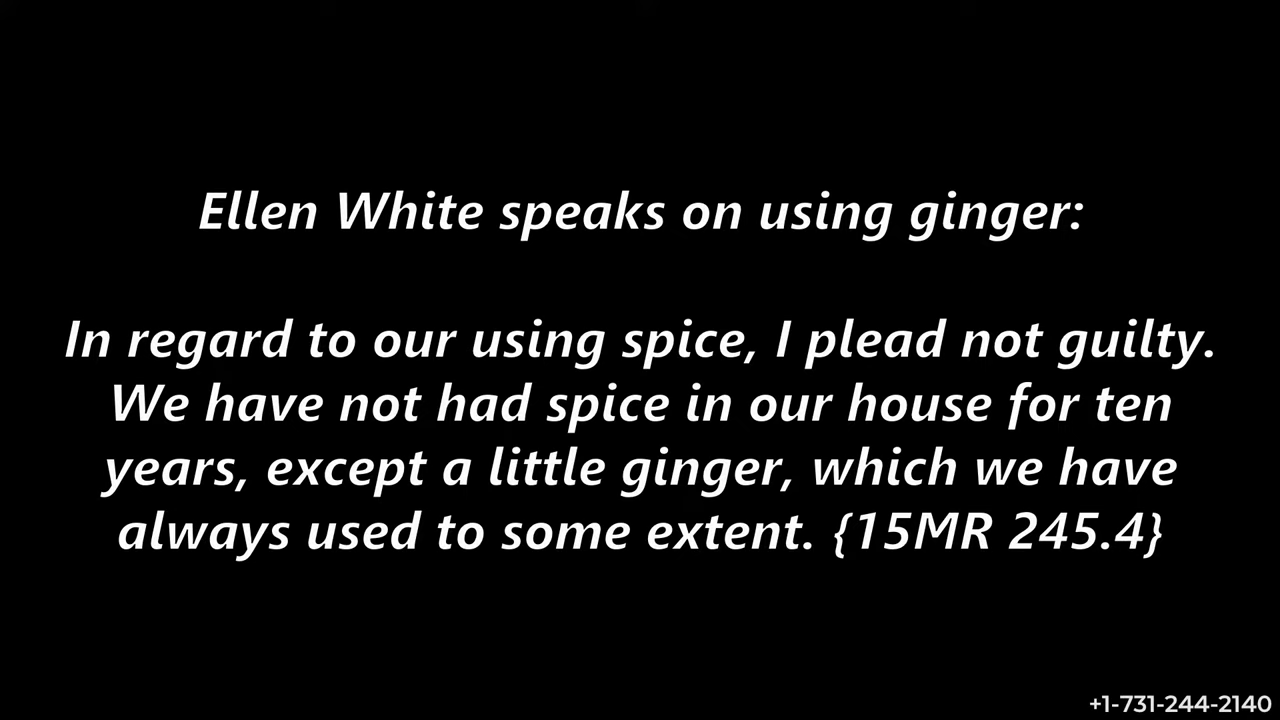 Ellen White speaks on using ginger:
In regard to our using spice, I plead not guilty.
We have not had spice in our house for ten
years, except a little ginger, which we have
always used to some extent. {15MR 245.4}
+1-731-244-2140